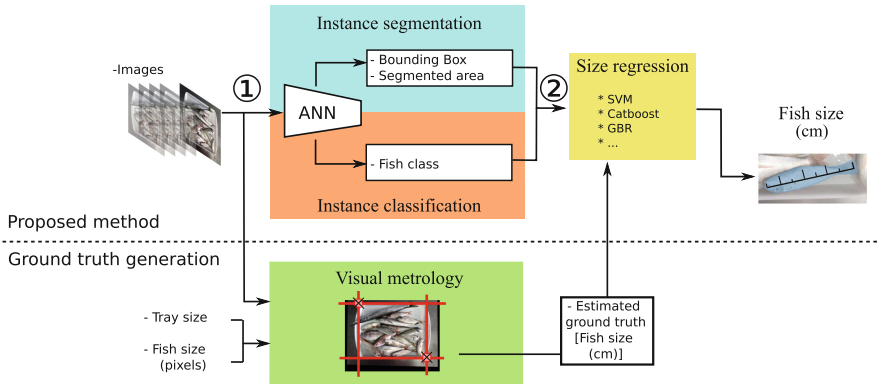 Instance segmentation
-Images
①
ANN
- Bounding Box
- Segmented area
- Fish class
Instance classification
②
Size regression
* SVM
* Catboost
* GBR
* ...
Fish size
(cm)
Proposed method
Ground truth generation
Visual metrology
- Tray size
- Fish size
(pixels)
- Estimated
ground truth
[Fish size
(cm)]